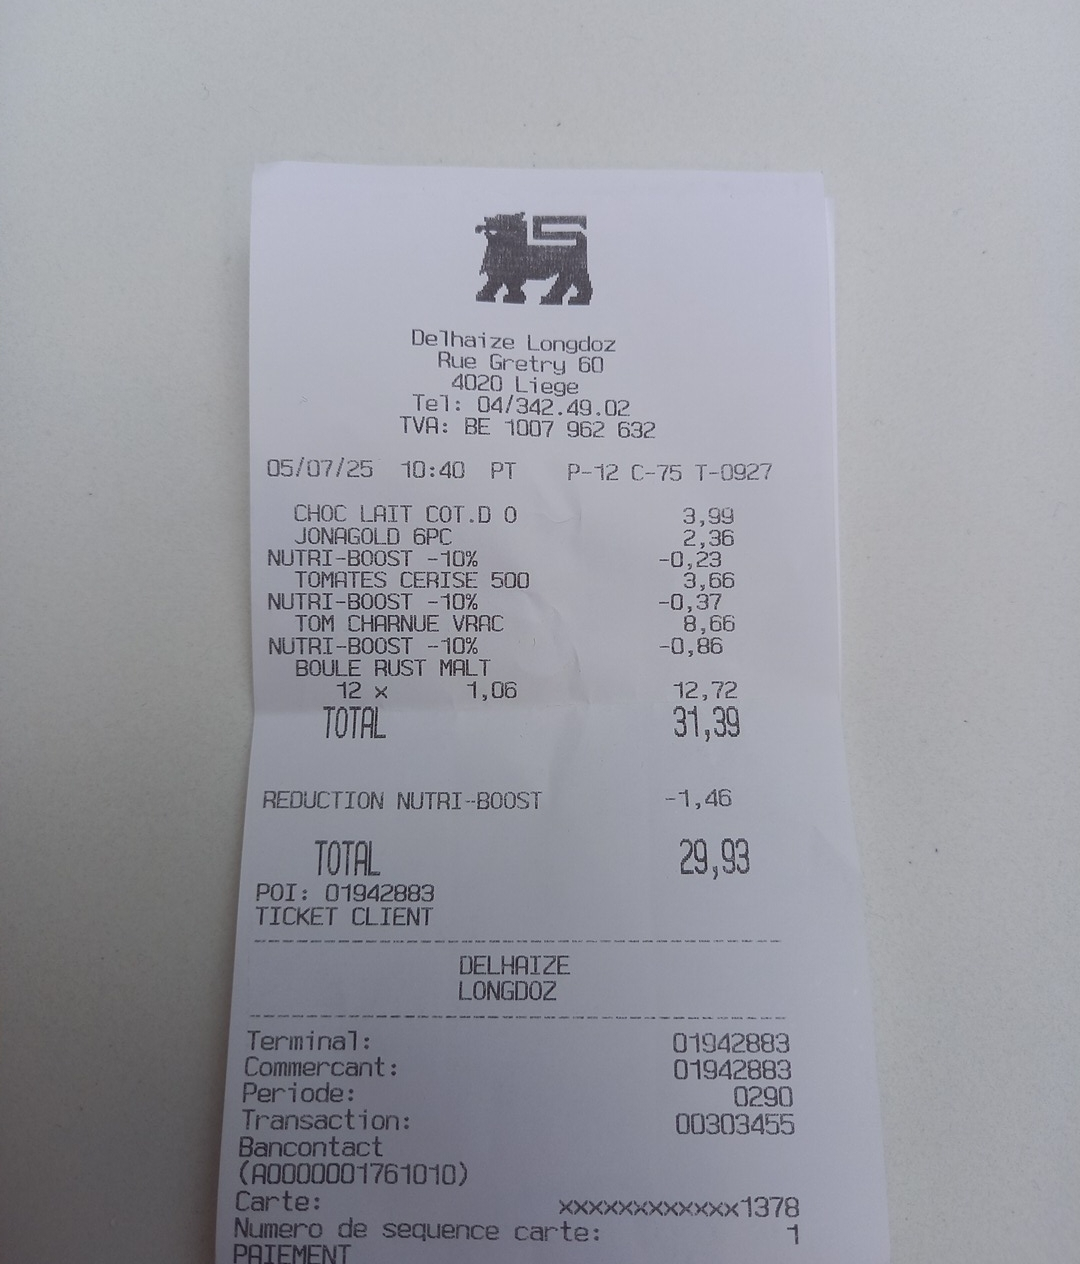 Delhaize Longdoz
Rue Gretry 60
4020 Liege
Tel: 04/342.49.02
TVA: BE 1007 962 632
05/07/25 10:40 PT P-12 C-75 T-0927
CHOC LAIT COT.D O 3,99
JONAGOLD 6PC 2,36
NUTRI-BOOST -10% -0,23
TOMATES CERISE 500 3,66
NUTRI-BOOST -10% -0,37
TOM CHARNUE VRAC 8,66
NUTRI-BOOST -10% -0,86
BOULE RUST MALT
12 x 1,06 12,72
TOTAL 31,39
REDUCTION NUTRI-BOOST -1,46
TOTAL 29,93
POI: 01942883
TICKET CLIENT
DELHAIZE
LONGDOZ
Terminal: 01942883
Commercant: 01942883
Periode: 0290
Transaction: 00303455
Bancontact
(A0000001761010)
Carte: xxxxxxxxxxxxx1378
Numero de sequence carte: 1
PAIEMENT